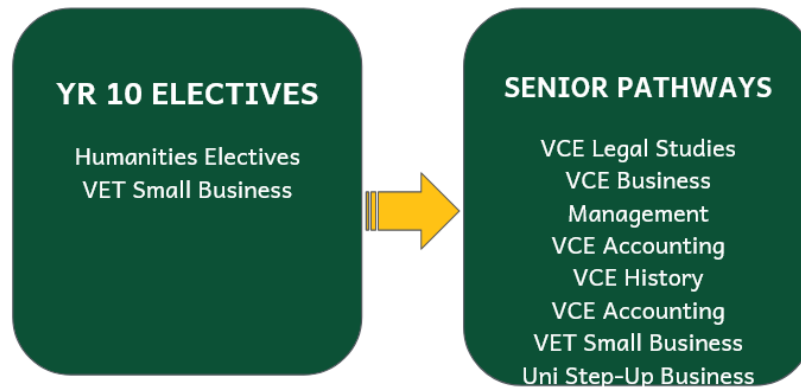 YR 10 ELECTIVES
Humanities Electives
VET Small Business
SENIOR PATHWAYS
VCE Legal Studies
VCE Business
Management
VCE Accounting
VCE History
VCE Accounting
VET Small Business
Uni Step-Up Business